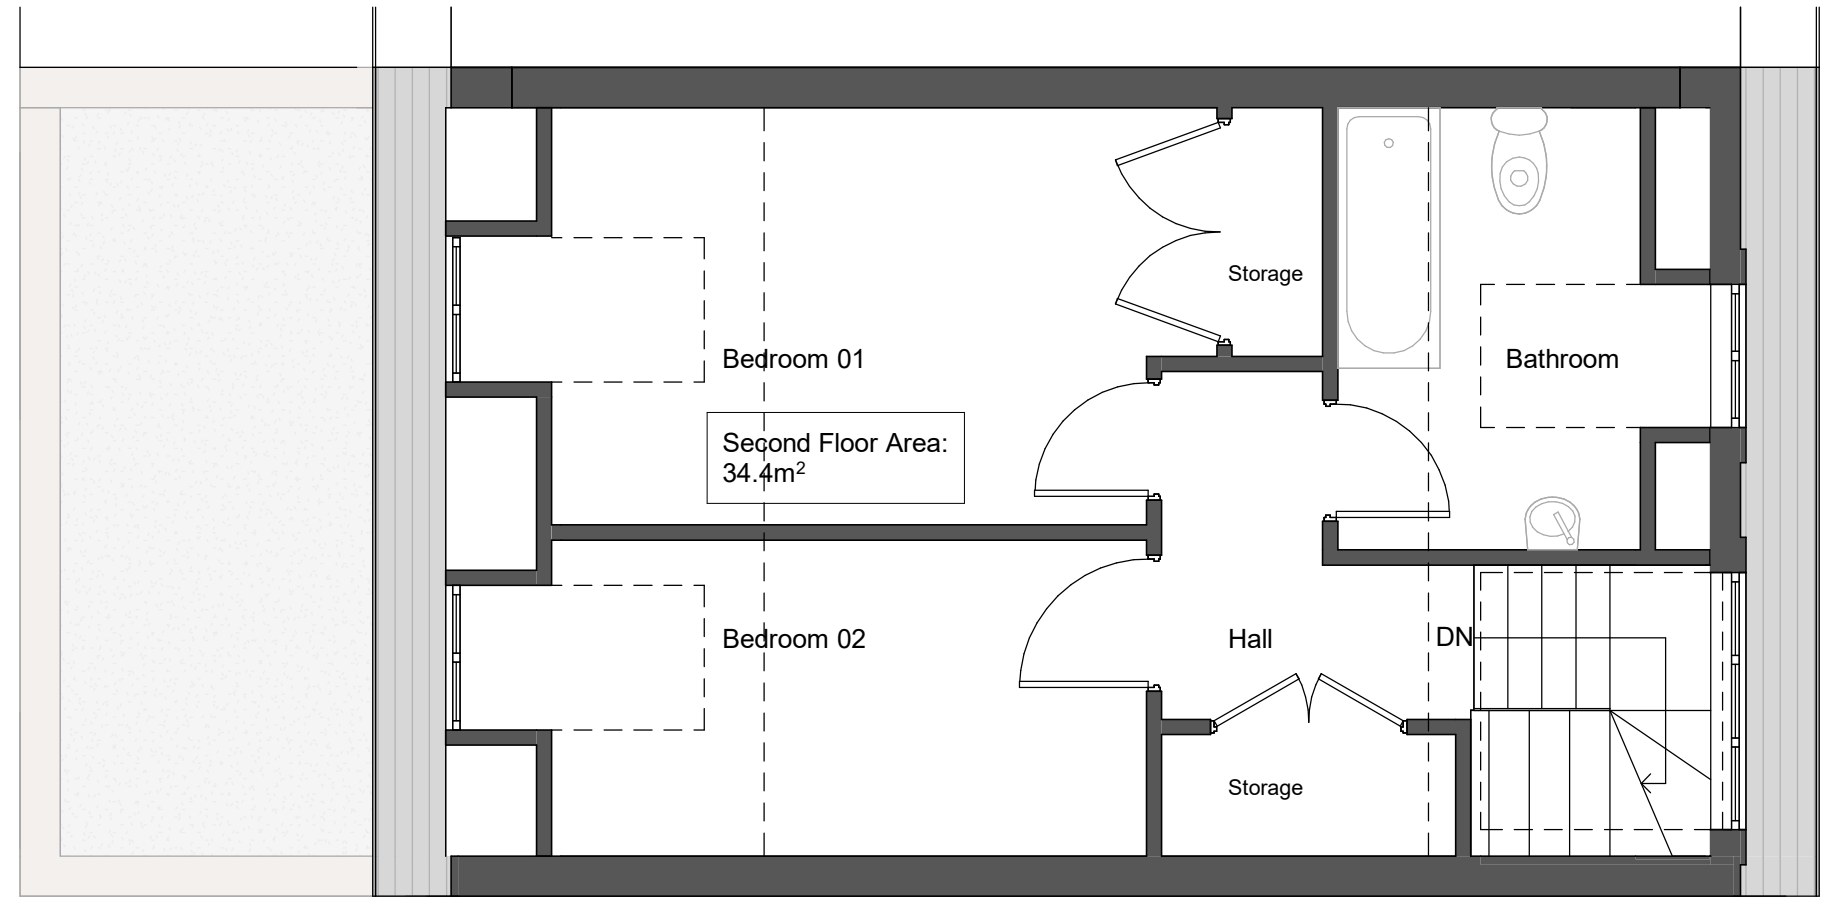 Storage
Bedroom 01
Bathroom
Second Floor Area:
34.4m²
Bedroom 02
Hall
DN
Storage